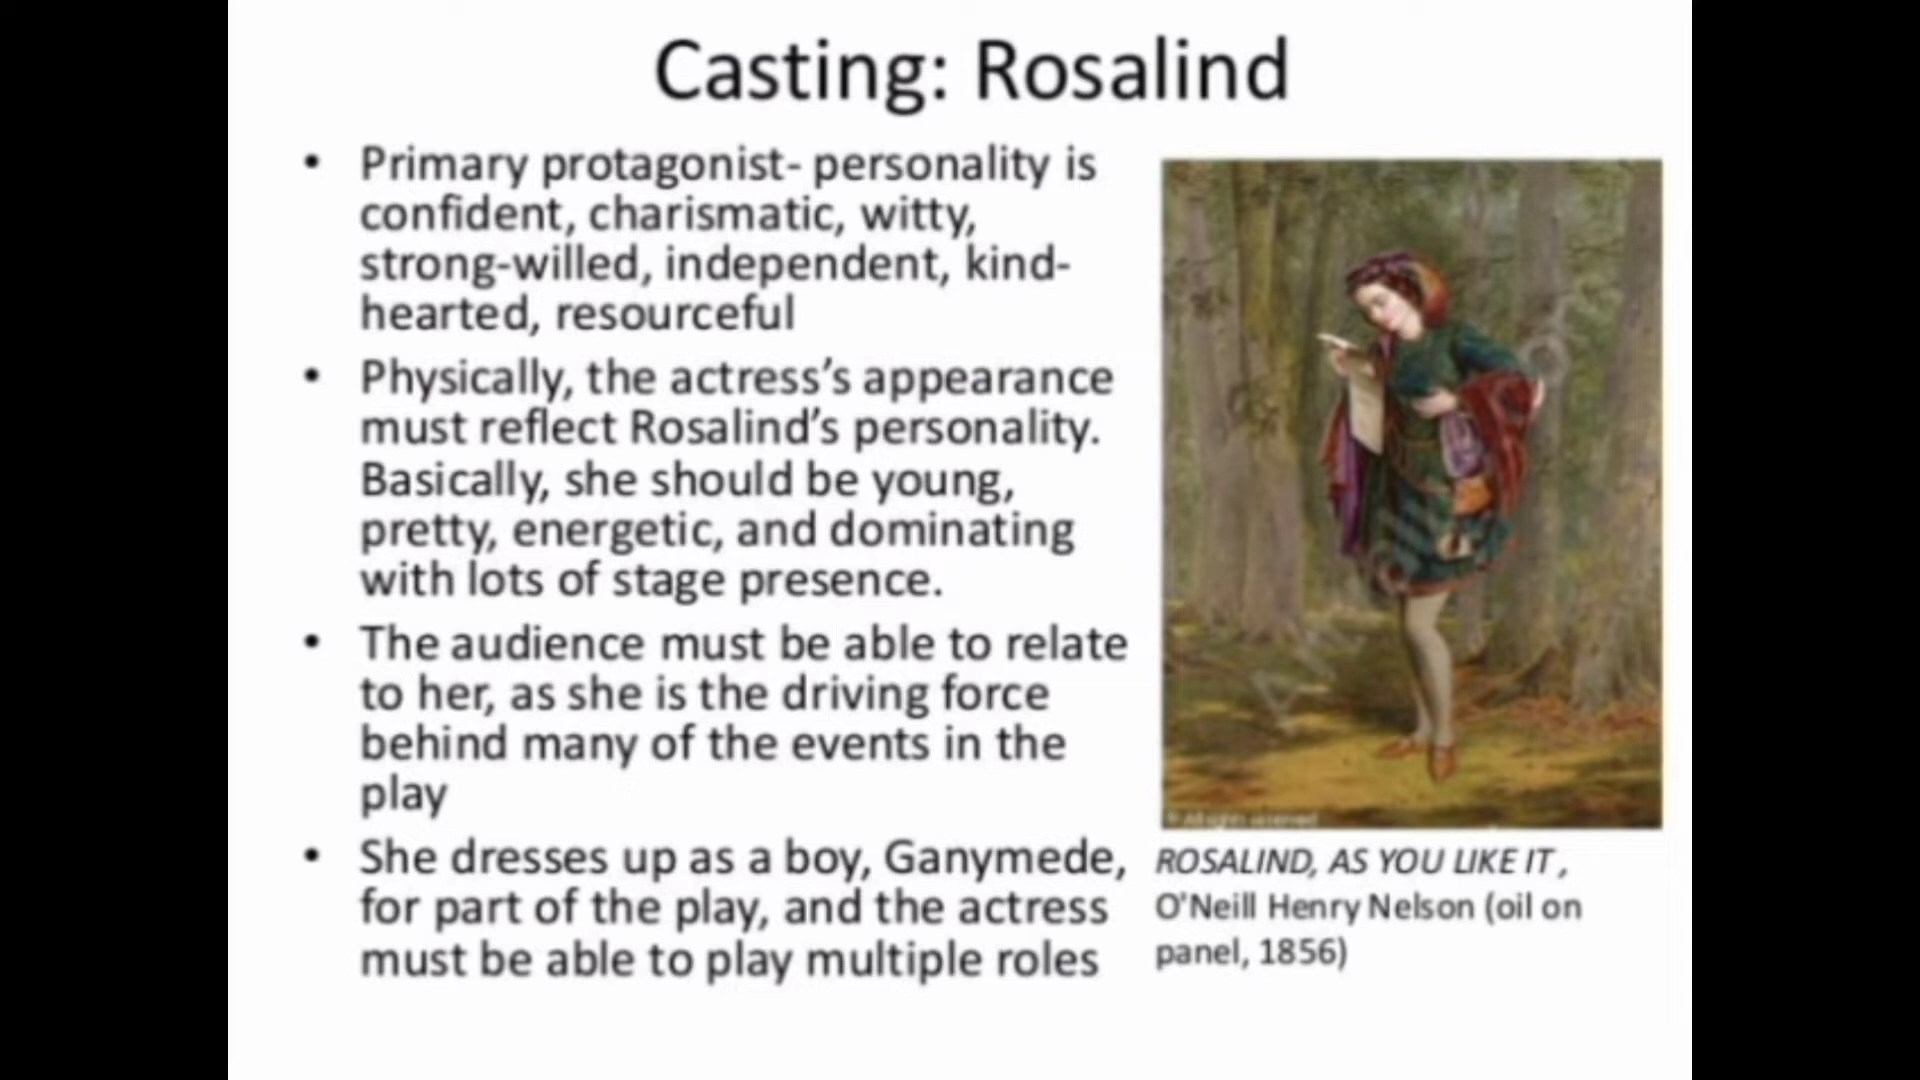 Casting: Rosalind
• Primary protagonist- personality is
confident, charismatic, witty,
strong-willed, independent, kind-
hearted, resourceful
• Physically, the actress’s appearance
must reflect Rosalind’s personality.
Basically, she should be young,
pretty, energetic, and dominating
with lots of stage presence.
• The audience must be able to relate
to her, as she is the driving force
behind many of the events in the
play
• She dresses up as a boy, Ganymede,
for part of the play, and the actress
must be able to play multiple roles
© All rights reserved
ROSALIND, AS YOU LIKE IT ,
O'Neill Henry Nelson (oil on
panel, 1856)